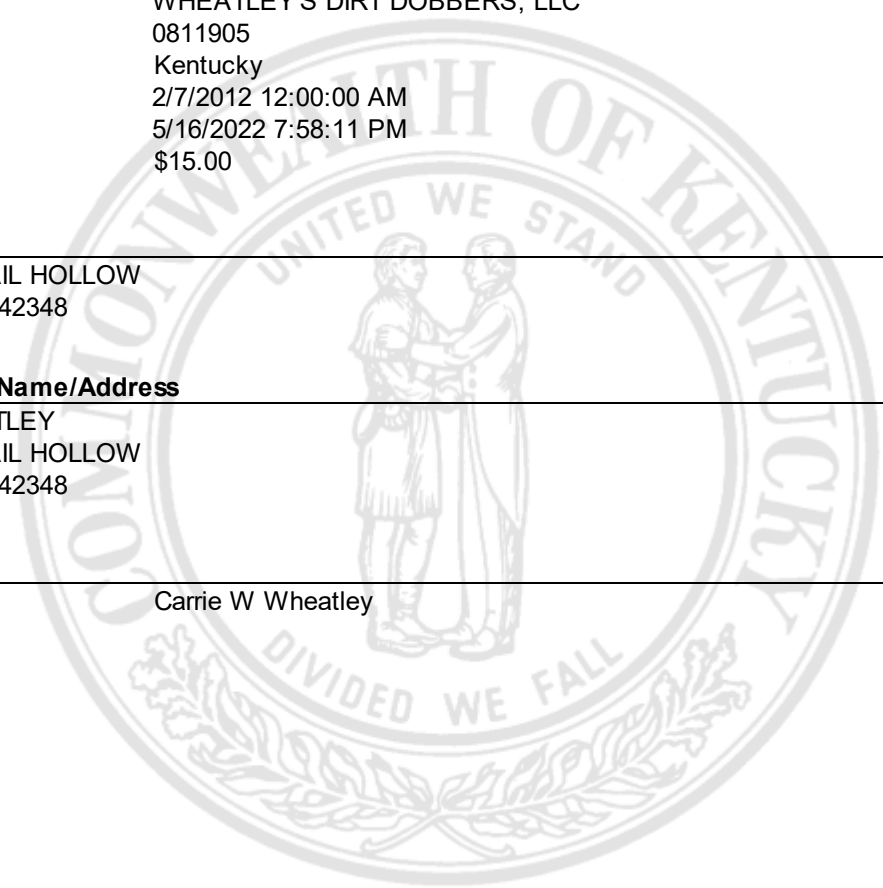 WHEATLEY'S DIRT DOBBERS, LLC
0811905
Kentucky
2/7/2012 12:00:00 AM
5/16/2022 7:58:11 PM
$15.00
COMMONWEALTH OF KENTUCKY
UNITED WE STAND
IL HOLLOW
42348
Name/Address
TLEY
IL HOLLOW
42348
Carrie W Wheatley
DIVIDED WE FALL